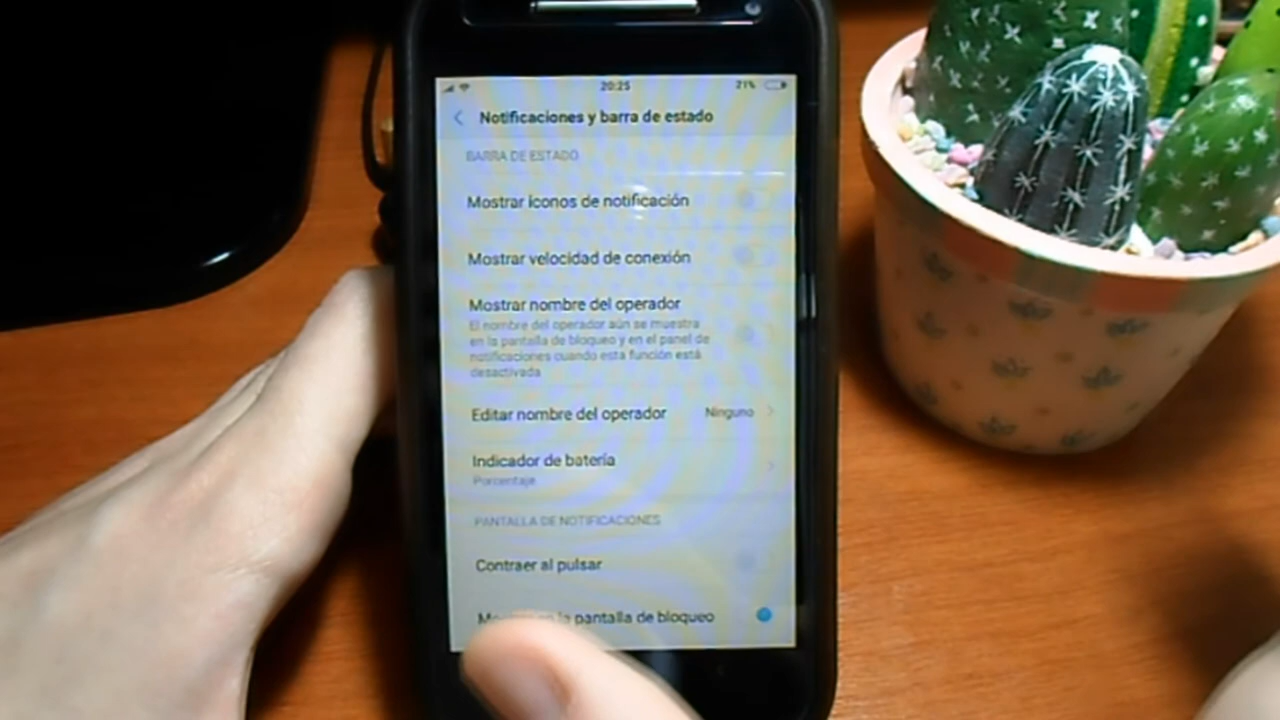 20:25 21%
Notificaciones y barra de estado
BARRA DE ESTADO
Mostrar iconos de notificación
Mostrar velocidad de conexión
Mostrar nombre del operador
El nombre del operador aún se muestra
en la pantalla de bloqueo y en el panel de
notificaciones cuando esta función está
desactivada
Editar nombre del operador Ninguno
Indicador de batería
Porcentaje
PANTALLA DE NOTIFICACIONES
Contraer al pulsar
la pantalla de bloqueo